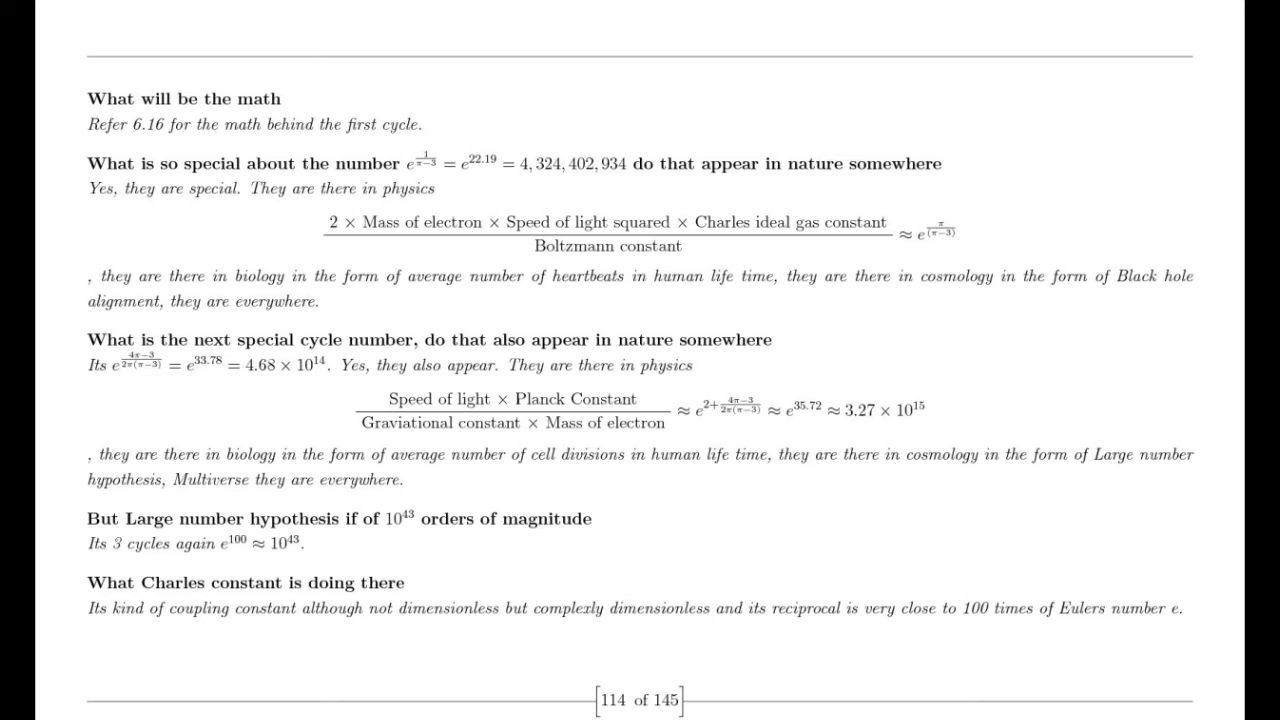 What will be the math
Refer 6.16 for the math behind the first cycle.
What is so special about the number e^{\frac{1}{π−3}} = e^{22.19} = 4,324,402,934 do that appear in nature somewhere
Yes, they are special. They are there in physics
\frac{2 × Mass of electron × Speed of light squared × Charles ideal gas constant}{Boltzmann constant} ≈ e^{\frac{π}{(π−3)}}
, they are there in biology in the form of average number of heartbeats in human life time, they are there in cosmology in the form of Black hole
alignment, they are everywhere.
What is the next special cycle number, do that also appear in nature somewhere
Its e^{\frac{4π−3}{2π(π−3)}} = e^{33.78} = 4.68 × 10^{14}. Yes, they also appear. They are there in physics
\frac{Speed of light × Planck Constant}{Graviational constant × Mass of electron} ≈ e^{2+\frac{4π−3}{2π(π−3)}} ≈ e^{35.72} ≈ 3.27 × 10^{15}
, they are there in biology in the form of average number of cell divisions in human life time, they are there in cosmology in the form of Large number
hypothesis, Multiverse they are everywhere.
But Large number hypothesis if of 10^{43} orders of magnitude
Its 3 cycles again e^{100} ≈ 10^{43}.
What Charles constant is doing there
Its kind of coupling constant although not dimensionless but complexly dimensionless and its reciprocal is very close to 100 times of Eulers number e.
[114 of 145]